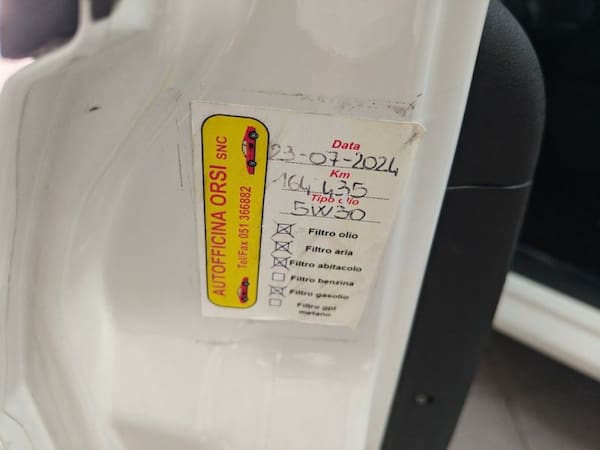 AUTOFFICINA ORSI SNC
Tel/Fax 051 366882
Data
23-07-2024
Km
164 435
Tipo olio
5W30
Filtro olio
Filtro aria
Filtro abitacolo
Filtro benzina
Filtro gasolio
Filtro gpl
metano